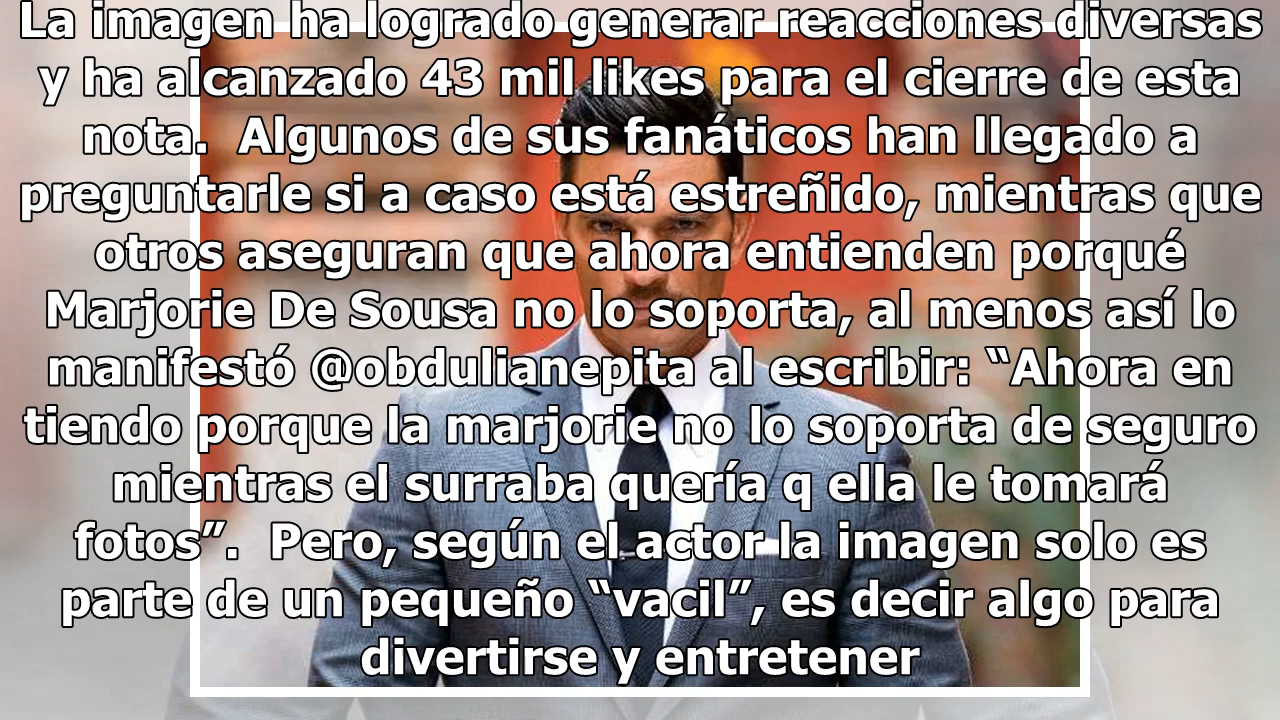 La imagen ha logrado generar reacciones diversas
y ha alcanzado 43 mil likes para el cierre de esta
nota.  Algunos de sus fanáticos han llegado a
preguntarle si a caso está estreñido, mientras que
otros aseguran que ahora entienden porqué
Marjorie De Sousa no lo soporta, al menos así lo
manifestó @obdulianepita al escribir: “Ahora en
tiendo porque la marjorie no lo soporta de seguro
mientras el surraba quería q ella le tomará
fotos”.  Pero, según el actor la imagen solo es
parte de un pequeño “vacil”, es decir algo para
divertirse y entretener